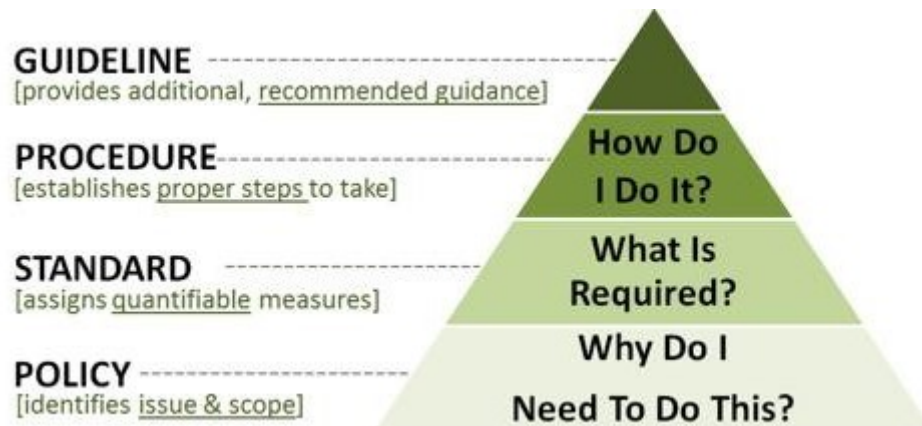 GUIDELINE
[provides additional, recommended guidance]
PROCEDURE
[establishes proper steps to take]
How Do
I Do It?
STANDARD
[assigns quantifiable measures]
What Is
Required?
POLICY
[identifies issue & scope]
Why Do I
Need To Do This?